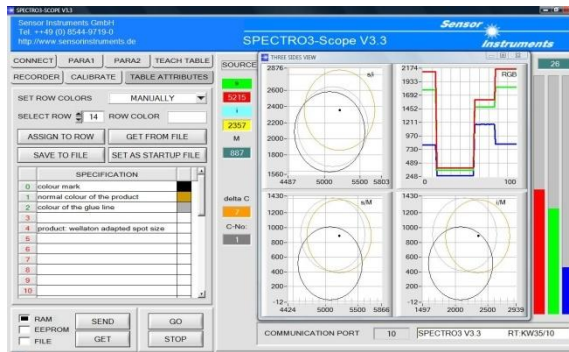 SPECTRO3-Scope V3.3
Sensor Instruments GmbH
Tel. ++49 (0) 8544-9719-0
http://www.sensorinstruments.de
SPECTRO3-Scope V3.3
Sensor
Instruments
CONNECT PARA1 PARA2 TEACH TABLE
RECORDER CALIBRATE TABLE ATTRIBUTES
SET ROW COLORS MANUALLY
SELECT ROW 14 ROW COLOR
ASSIGN TO ROW GET FROM FILE
SAVE TO FILE SET AS STARTUP FILE
SPECIFICATION
0 colour mark
1 normal colour of the product
2 colour of the glue line
3
4 product: wellaton adapted spot size
5
6
7
8
9
10
RAM
EEPROM
FILE
SEND GO
GET STOP
SOURCE
s
5215
i
2357
M
887
delta C
7
C-No:
1
THREE SIDES VIEW
2876
2600
2400
2200
2000
1800
1560
4487 5000 5500 5803
s/i
2174
1933
1692
1452
1211
970
730
489
248
0 100
RGB
1430
1200
1000
800
600
400
200
-12
4424 5000 5500 5866
s/M
1430
1200
1000
800
600
400
200
-12
1497 2000 2500 2939
i/M
26
COMMUNICATION PORT 10 SPECTRO3 V3.3 RT:KW35/10